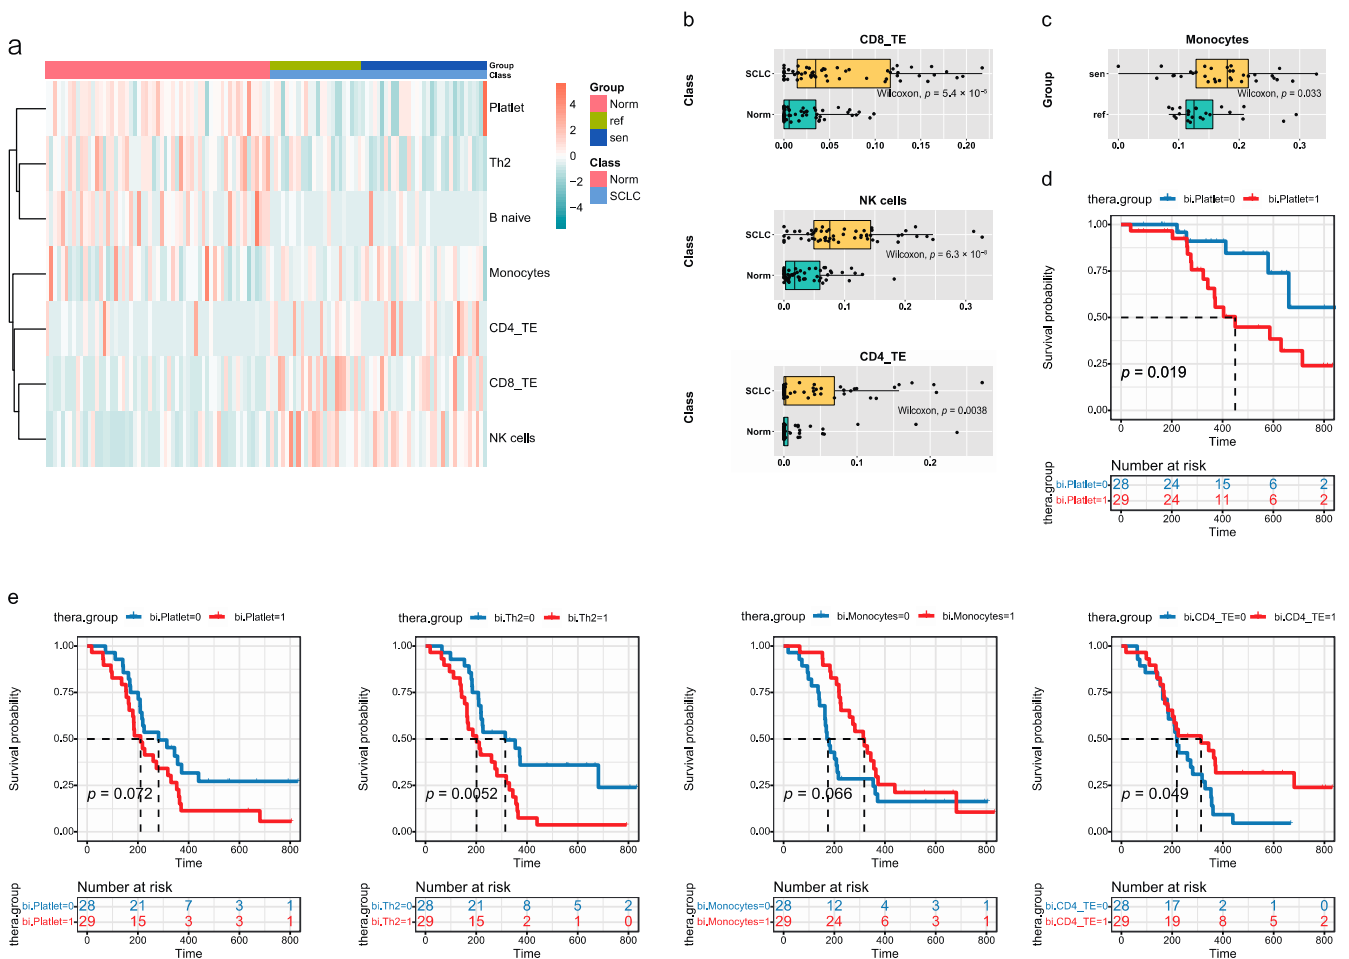 a
Group
Class
Platlet
Th2
B naive
Monocytes
CD4_TE
CD8_TE
NK cells
4
2
0
−2
−4
Group
Norm
ref
sen
Class
Norm
SCLC
b
CD8_TE
Class
SCLC
Norm
Wilcoxon, p = 5.4 × 10⁻⁵
0.00 0.05 0.10 0.15 0.20
NK cells
Class
SCLC
Norm
Wilcoxon, p = 6.3 × 10⁻⁸
0.0 0.1 0.2 0.3
CD4_TE
Class
SCLC
Norm
Wilcoxon, p = 0.0038
0.0 0.1 0.2
c
Monocytes
Group
sen
ref
Wilcoxon, p = 0.033
0.0 0.1 0.2 0.3
d
thera.group bi.Platlet=0 bi.Platlet=1
Survival probability
1.00
0.75
0.50
0.25
0.00
p = 0.019
0 200 400 600 800
Time
Number at risk
thera.group
bi.Platlet=0 28 24 15 6 2
bi.Platlet=1 29 24 11 6 2
0 200 400 600 800
Time
e
thera.group bi.Platlet=0 bi.Platlet=1
Survival probability
1.00
0.75
0.50
0.25
0.00
p = 0.072
0 200 400 600 800
Time
Number at risk
thera.group
bi.Platlet=0 28 21 7 3 1
bi.Platlet=1 29 15 3 3 1
0 200 400 600 800
Time
thera.group bi.Th2=0 bi.Th2=1
Survival probability
1.00
0.75
0.50
0.25
0.00
p = 0.0052
0 200 400 600 800
Time
Number at risk
thera.group
bi.Th2=0 28 21 8 5 2
bi.Th2=1 29 15 2 1 0
0 200 400 600 800
Time
thera.group bi.Monocytes=0 bi.Monocytes=1
Survival probability
1.00
0.75
0.50
0.25
0.00
p = 0.066
0 200 400 600 800
Time
Number at risk
thera.group
bi.Monocytes=0 28 12 4 3 1
bi.Monocytes=1 29 24 6 3 1
0 200 400 600 800
Time
thera.group bi.CD4_TE=0 bi.CD4_TE=1
Survival probability
1.00
0.75
0.50
0.25
0.00
p = 0.049
0 200 400 600 800
Time
Number at risk
thera.group
bi.CD4_TE=0 28 17 2 1 0
bi.CD4_TE=1 29 19 8 5 2
0 200 400 600 800
Time